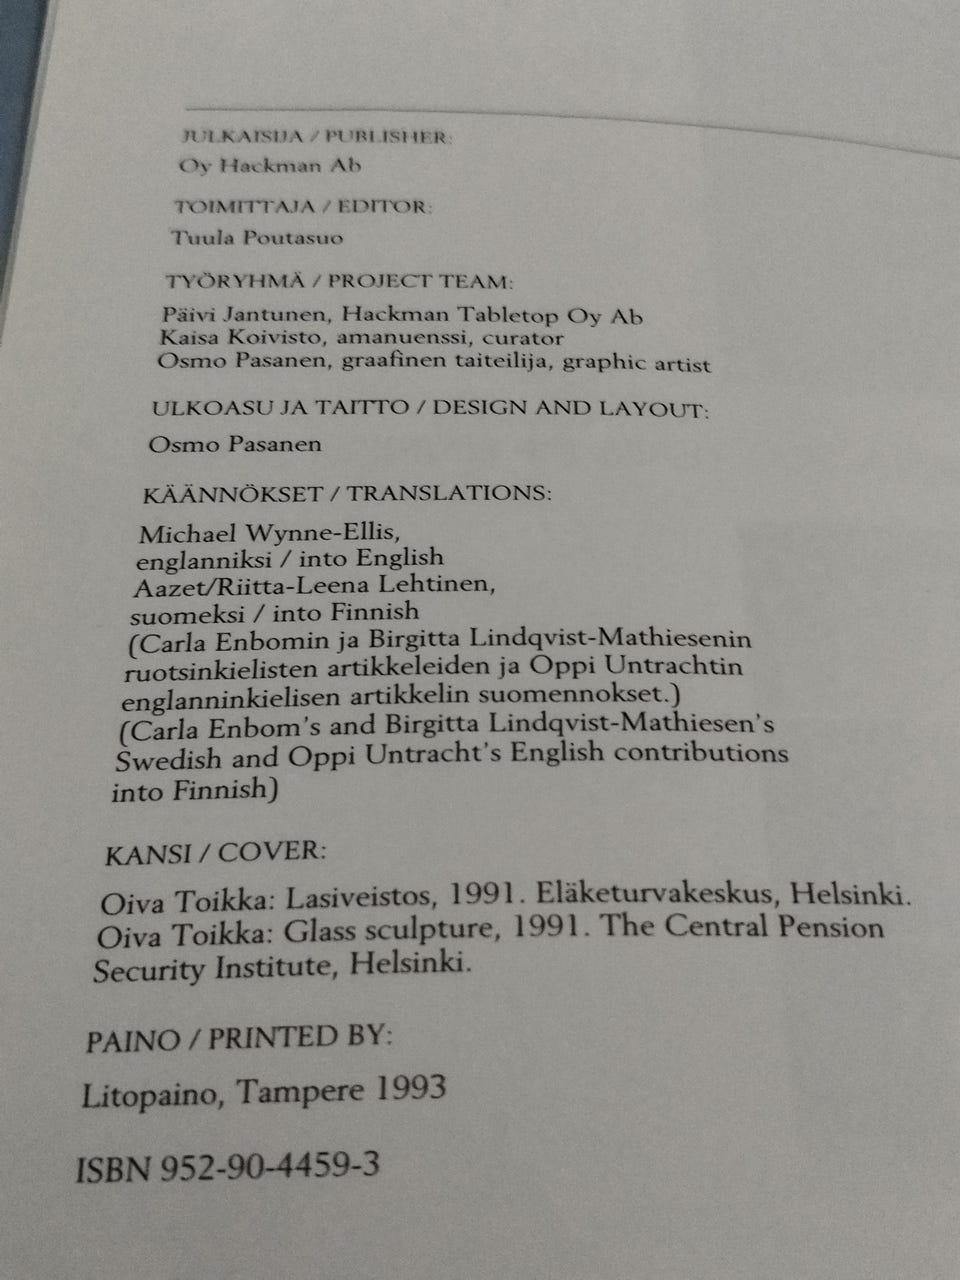 JULKAISIJA / PUBLISHER:
Oy Hackman Ab
TOIMITTAJA / EDITOR:
Tuula Poutasuo
TYÖRYHMÄ / PROJECT TEAM:
Päivi Jantunen, Hackman Tabletop Oy Ab
Kaisa Koivisto, amanuenssi, curator
Osmo Pasanen, graafinen taiteilija, graphic artist
ULKOASU JA TAITTO / DESIGN AND LAYOUT:
Osmo Pasanen
KÄÄNNÖKSET / TRANSLATIONS:
Michael Wynne-Ellis,
englanniksi / into English
Aazet/Riitta-Leena Lehtinen,
suomeksi / into Finnish
(Carla Enbomin ja Birgitta Lindqvist-Mathiesenin
ruotsinkielisten artikkeleiden ja Oppi Untrachtin
englanninkielisen artikkelin suomennokset.)
(Carla Enbom's and Birgitta Lindqvist-Mathiesen's
Swedish and Oppi Untracht's English contributions
into Finnish)
KANSI / COVER:
Oiva Toikka: Lasiveistos, 1991. Eläketurvakeskus, Helsinki.
Oiva Toikka: Glass sculpture, 1991. The Central Pension
Security Institute, Helsinki.
PAINO / PRINTED BY:
Litopaino, Tampere 1993
ISBN 952-90-4459-3